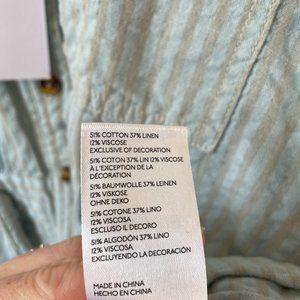 51% COTTON 37% LINEN
12% VISCOSE
EXCLUSIVE OF DECORATION
51% COTON 37% LIN 12% VISCOSE
À L'EXCEPTION DE LA
DÉCORATION
51% BAUMWOLLE 37% LEINEN
12% VISKOSE
OHNE DEKO
51% COTONE 37% LINO
12% VISCOSA
ESCLUSO IL DECORO
51% ALGODÓN 37% LINO
12% VISCOSA
EXCLUYENDO LA DECORACIÓN
MADE IN CHINA
HECHO EN CHINA